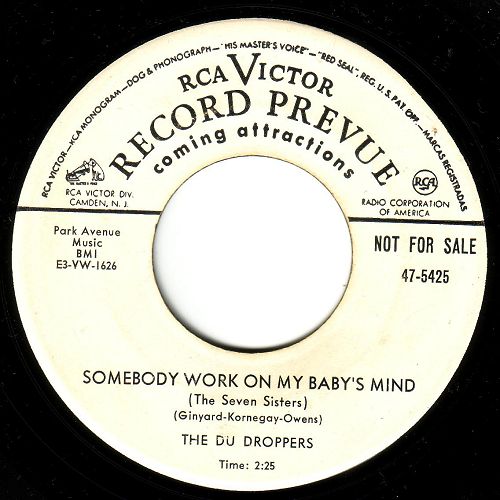 RCA VICTOR—RCA MONOGRAM—DOG & PHONOGRAPH—"HIS MASTER'S VOICE"—"RED SEAL", REG. U.S. PAT. OFF.—MARCAS REGISTRADAS
RCA VICTOR
RECORD PREVUE
coming attractions
RCA VICTOR DIV.
CAMDEN, N. J.
RCA
RADIO CORPORATION
OF AMERICA
Park Avenue
Music
BMI
E3-VW-1626
NOT FOR SALE
47-5425
SOMEBODY WORK ON MY BABY'S MIND
(The Seven Sisters)
(Ginyard-Kornegay-Owens)
THE DU DROPPERS
Time: 2:25